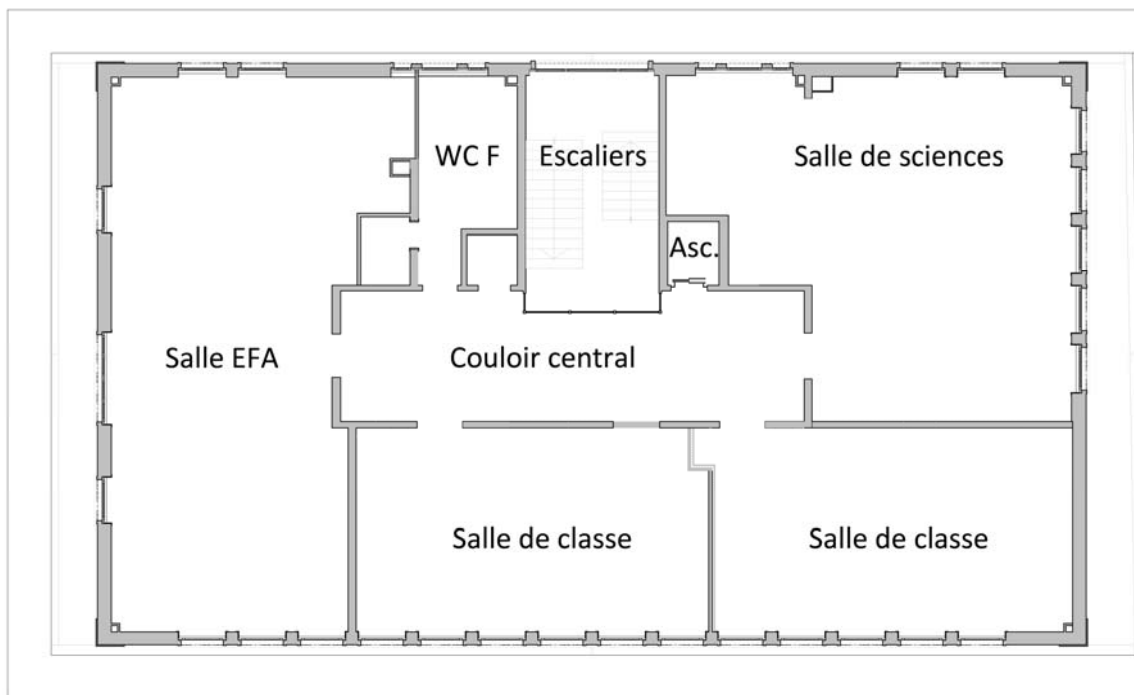 WC F
Escaliers
Salle de sciences
Asc.
Salle EFA
Couloir central
Salle de classe
Salle de classe